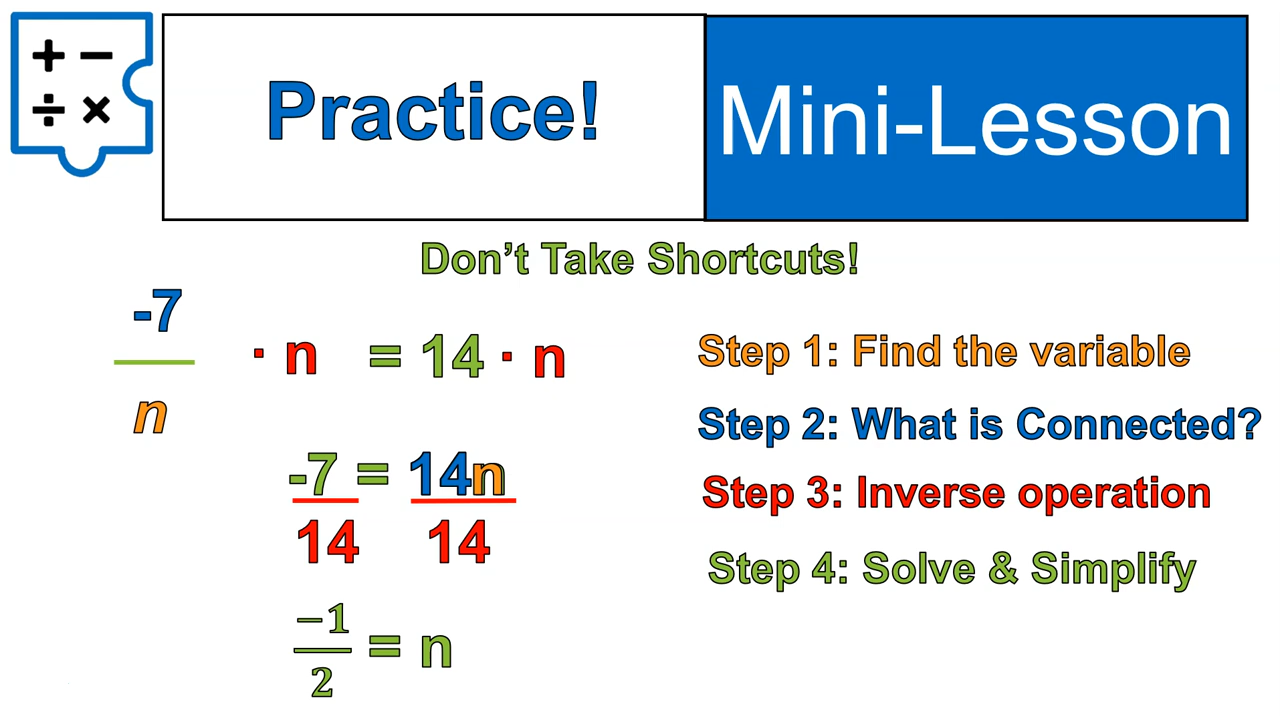 + −
÷ ×
Practice!
Mini-Lesson
Don’t Take Shortcuts!
-7
· n = 14 · n
n
-7 = 14n
14 14
−1
= n
2
Step 1: Find the variable
Step 2: What is Connected?
Step 3: Inverse operation
Step 4: Solve & Simplify